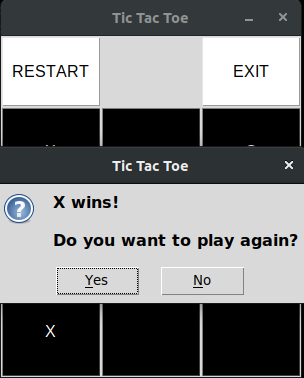 Tic Tac Toe
RESTART EXIT
Tic Tac Toe
X wins!
Do you want to play again?
Yes No
X